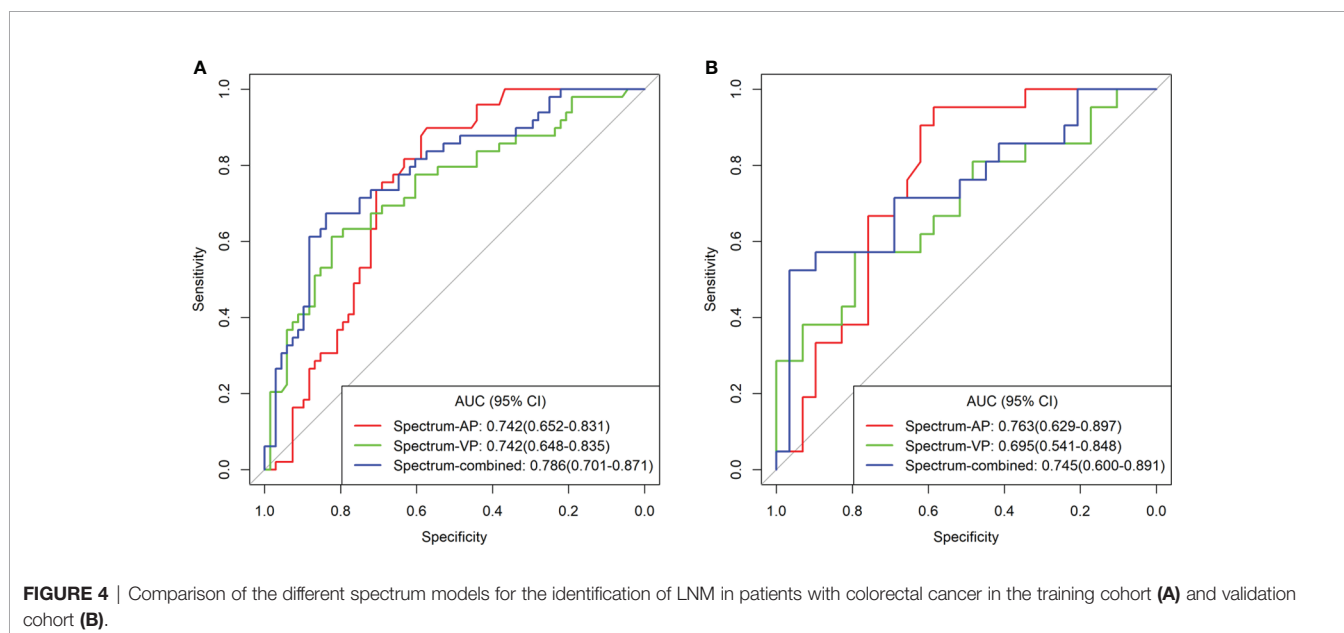 A
1.0
0.8
0.6
0.4
0.2
0.0
Sensitivity
AUC (95% CI)
Spectrum-AP: 0.742(0.652-0.831)
Spectrum-VP: 0.742(0.648-0.835)
Spectrum-combined: 0.786(0.701-0.871)
1.0 0.8 0.6 0.4 0.2 0.0
Specificity
B
1.0
0.8
0.6
0.4
0.2
0.0
Sensitivity
AUC (95% CI)
Spectrum-AP: 0.763(0.629-0.897)
Spectrum-VP: 0.695(0.541-0.848)
Spectrum-combined: 0.745(0.600-0.891)
1.0 0.8 0.6 0.4 0.2 0.0
Specificity
FIGURE 4 | Comparison of the different spectrum models for the identification of LNM in patients with colorectal cancer in the training cohort (A) and validation
cohort (B).